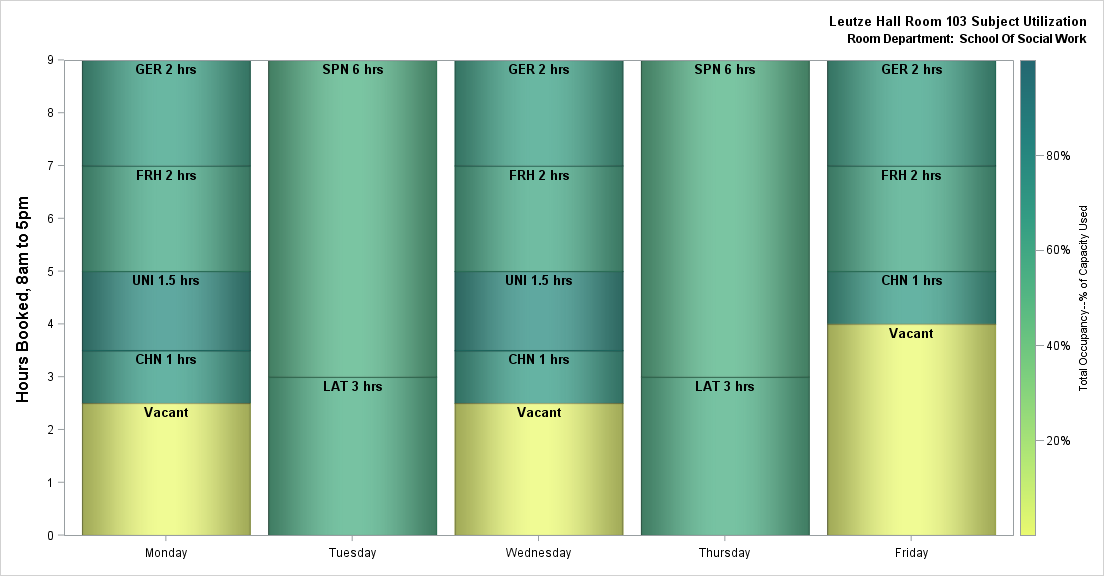 Leutze Hall Room 103 Subject Utilization
Room Department: School Of Social Work
Hours Booked, 8am to 5pm
9
8
7
6
5
4
3
2
1
0
GER 2 hrs
FRH 2 hrs
UNI 1.5 hrs
CHN 1 hrs
Vacant
SPN 6 hrs
LAT 3 hrs
GER 2 hrs
FRH 2 hrs
UNI 1.5 hrs
CHN 1 hrs
Vacant
SPN 6 hrs
LAT 3 hrs
GER 2 hrs
FRH 2 hrs
CHN 1 hrs
Vacant
Monday
Tuesday
Wednesday
Thursday
Friday
80%
60%
40%
20%
Total Occupancy--% of Capacity Used